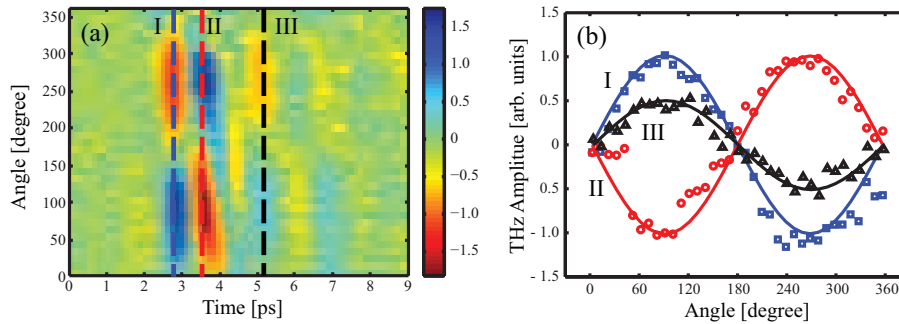 (a)
I
II
III
Angle [degree]
350
300
250
200
150
100
50
0
0 1 2 3 4 5 6 7 8 9
Time [ps]
1.5
1.0
0.5
0
−0.5
−1.0
−1.5
(b)
I
III
II
THz Amplitue [arb. units]
1.5
1.0
0.5
0
-0.5
-1.0
-1.5
0 60 120 180 240 300 360
Angle [degree]